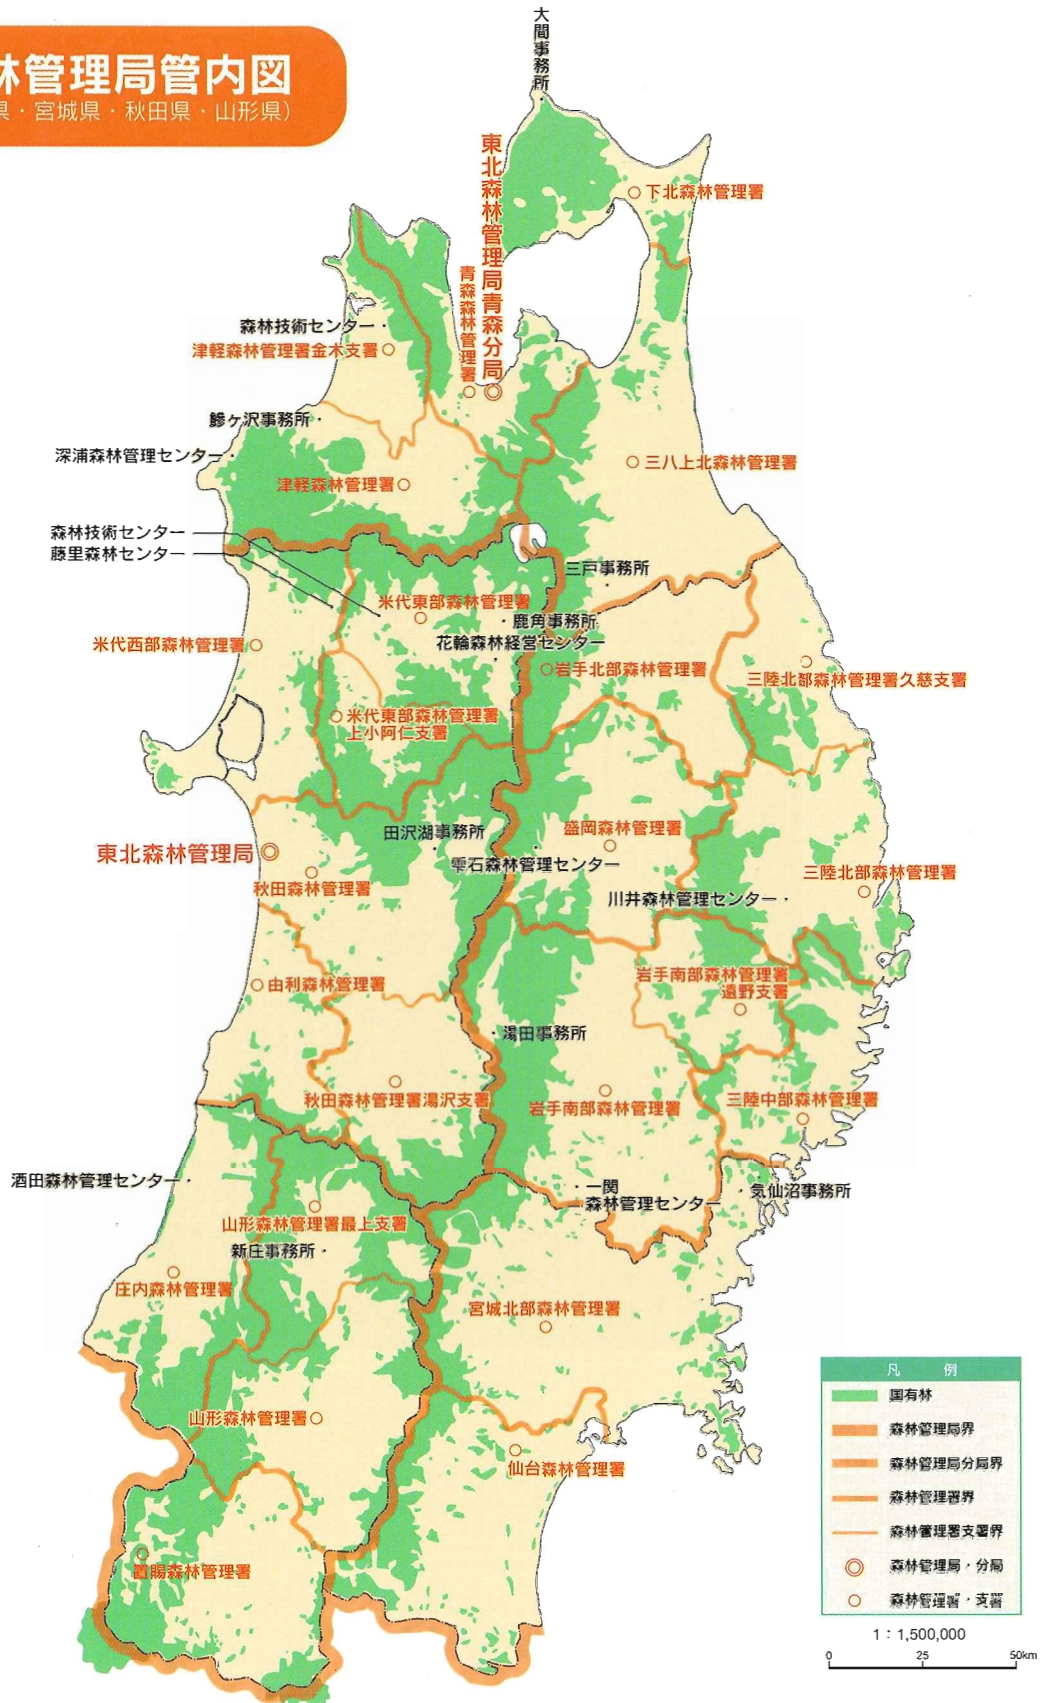 林管理局管内図
県・宮城県・秋田県・山形県）
大間事務所
東北森林管理局青森分局
下北森林管理署
青森森林管理署
森林技術センター
津軽森林管理署金木支署
鰺ヶ沢事務所
深浦森林管理センター
三八上北森林管理署
津軽森林管理署
森林技術センター
藤里森林センター
三戸事務所
米代東部森林管理署
鹿角事務所
花輪森林経営センター
米代西部森林管理署
岩手北部森林管理署
三陸北部森林管理署久慈支署
米代東部森林管理署
上小阿仁支署
田沢湖事務所
盛岡森林管理署
東北森林管理局
雫石森林管理センター
三陸北部森林管理署
秋田森林管理署
川井森林管理センター
岩手南部森林管理署
遠野支署
由利森林管理署
湯田事務所
秋田森林管理署湯沢支署
岩手南部森林管理署
三陸中部森林管理署
酒田森林管理センター
一関
森林管理センター
気仙沼事務所
山形森林管理署最上支署
新庄事務所
庄内森林管理署
宮城北部森林管理署
山形森林管理署
仙台森林管理署
置賜森林管理署
凡 例
国有林
森林管理局界
森林管理局分局界
森林管理署界
森林管理署支署界
森林管理局・分局
森林管理署・支署
1：1,500,000
0 25 50km